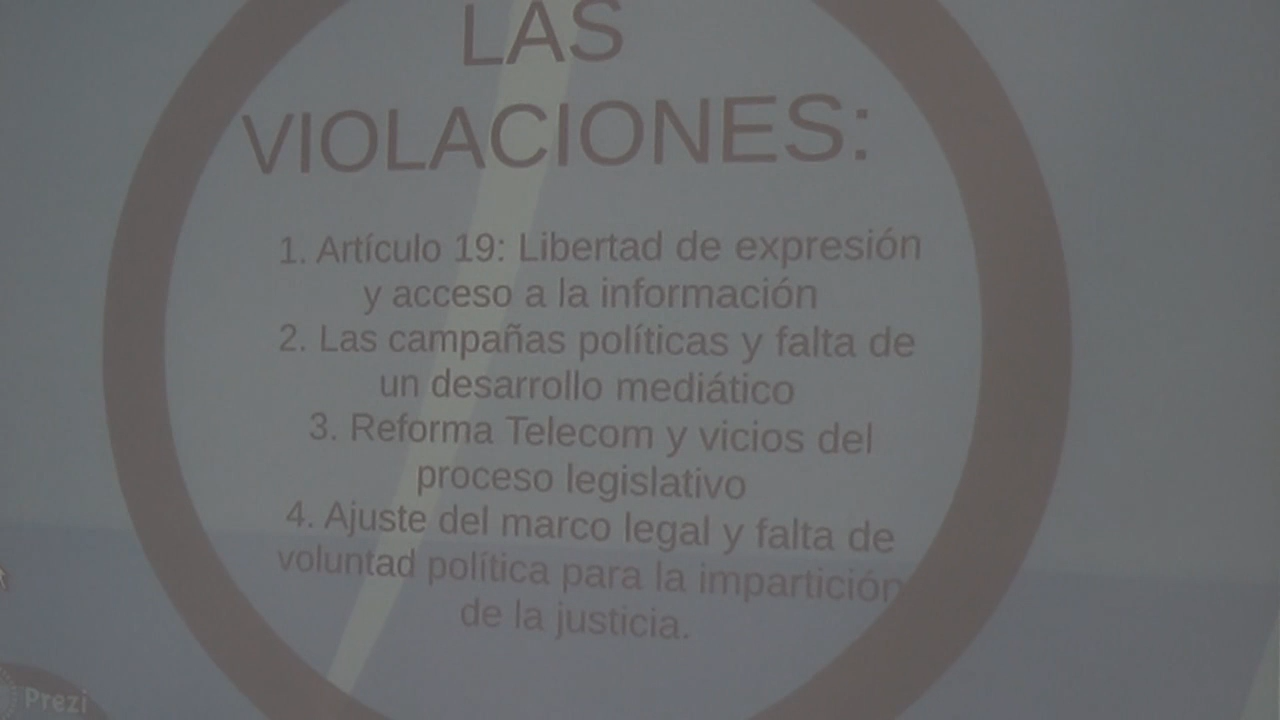 LAS
VIOLACIONES:
1. Artículo 19: Libertad de expresión
y acceso a la información
2. Las campañas políticas y falta de
un desarrollo mediático
3. Reforma Telecom y vicios del
proceso legislativo
4. Ajuste del marco legal y falta de
voluntad política para la impartición
de la justicia.
Prezi